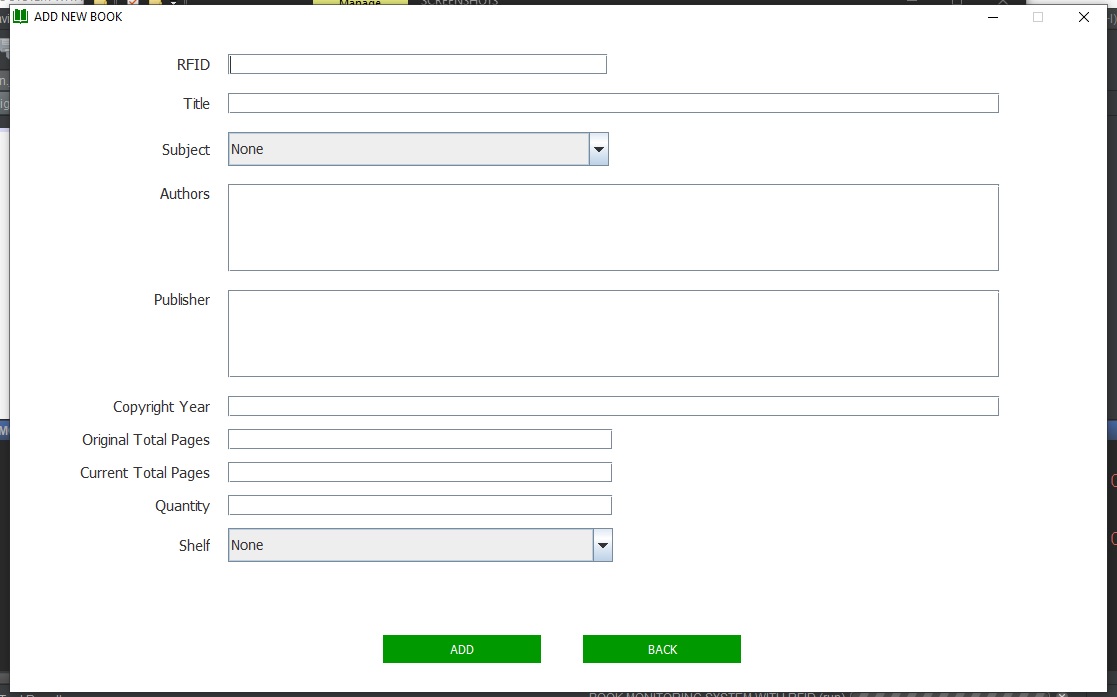 Manage
SCREENSHOTS
ADD NEW BOOK
RFID
Title
Subject
None
Authors
Publisher
Copyright Year
Original Total Pages
Current Total Pages
Quantity
Shelf
None
ADD
BACK
BOOK MONITORING SYSTEM WITH RFID (run)